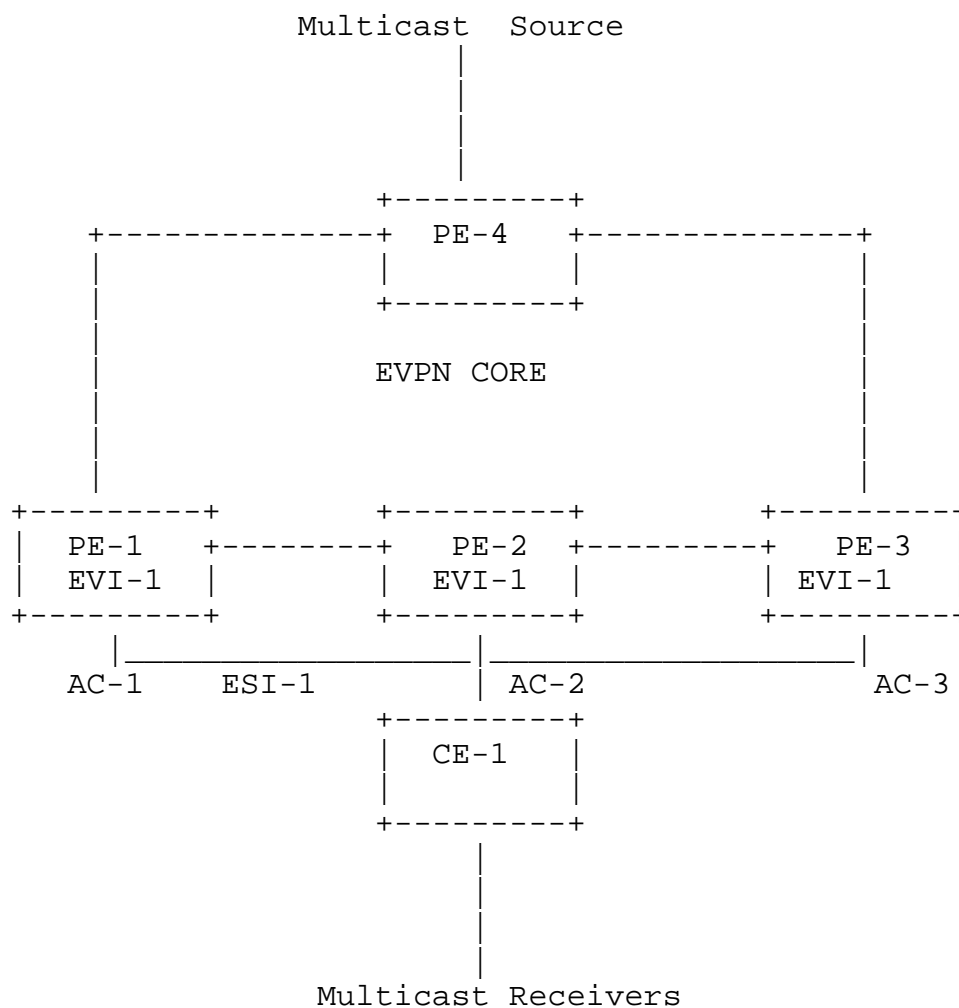 Multicast  Source
PE-4
EVPN CORE
PE-1 PE-2 PE-3
EVI-1 EVI-1 EVI-1
AC-1 ESI-1 AC-2 AC-3
CE-1
Multicast Receivers